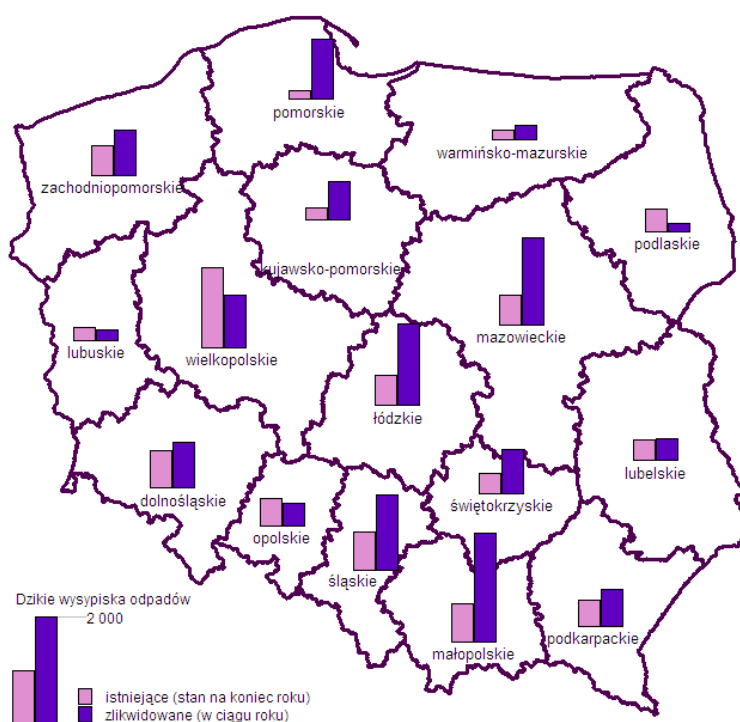 pomorskie
warmińsko-mazurskie
zachodniopomorskie
podlaskie
kujawsko-pomorskie
mazowieckie
lubuskie
wielkopolskie
łódzkie
lubelskie
dolnośląskie
świętokrzyskie
opolskie
śląskie
podkarpackie
małopolskie
Dzikie wysypiska odpadów
2 000
istniejące (stan na koniec roku)
zlikwidowane (w ciągu roku)